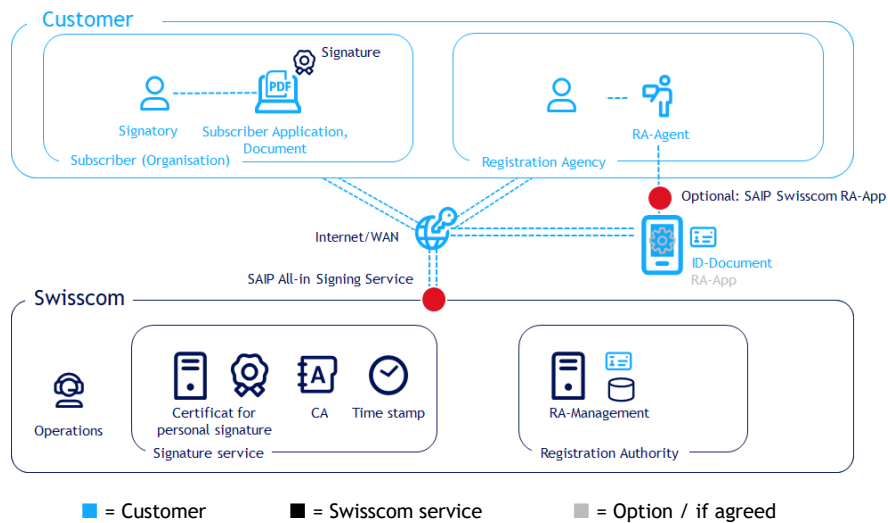 Customer
Signature
PDF
Signatory
Subscriber Application,
Document
Subscriber (Organisation)
RA-Agent
Registration Agency
Optional: SAIP Swisscom RA-App
Internet/WAN
ID-Document
RA-App
SAIP All-in Signing Service
Swisscom
Operations
Certificat for
personal signature
A
CA
Time stamp
Signature service
RA-Management
Registration Authority
= Customer
= Swisscom service
= Option / if agreed